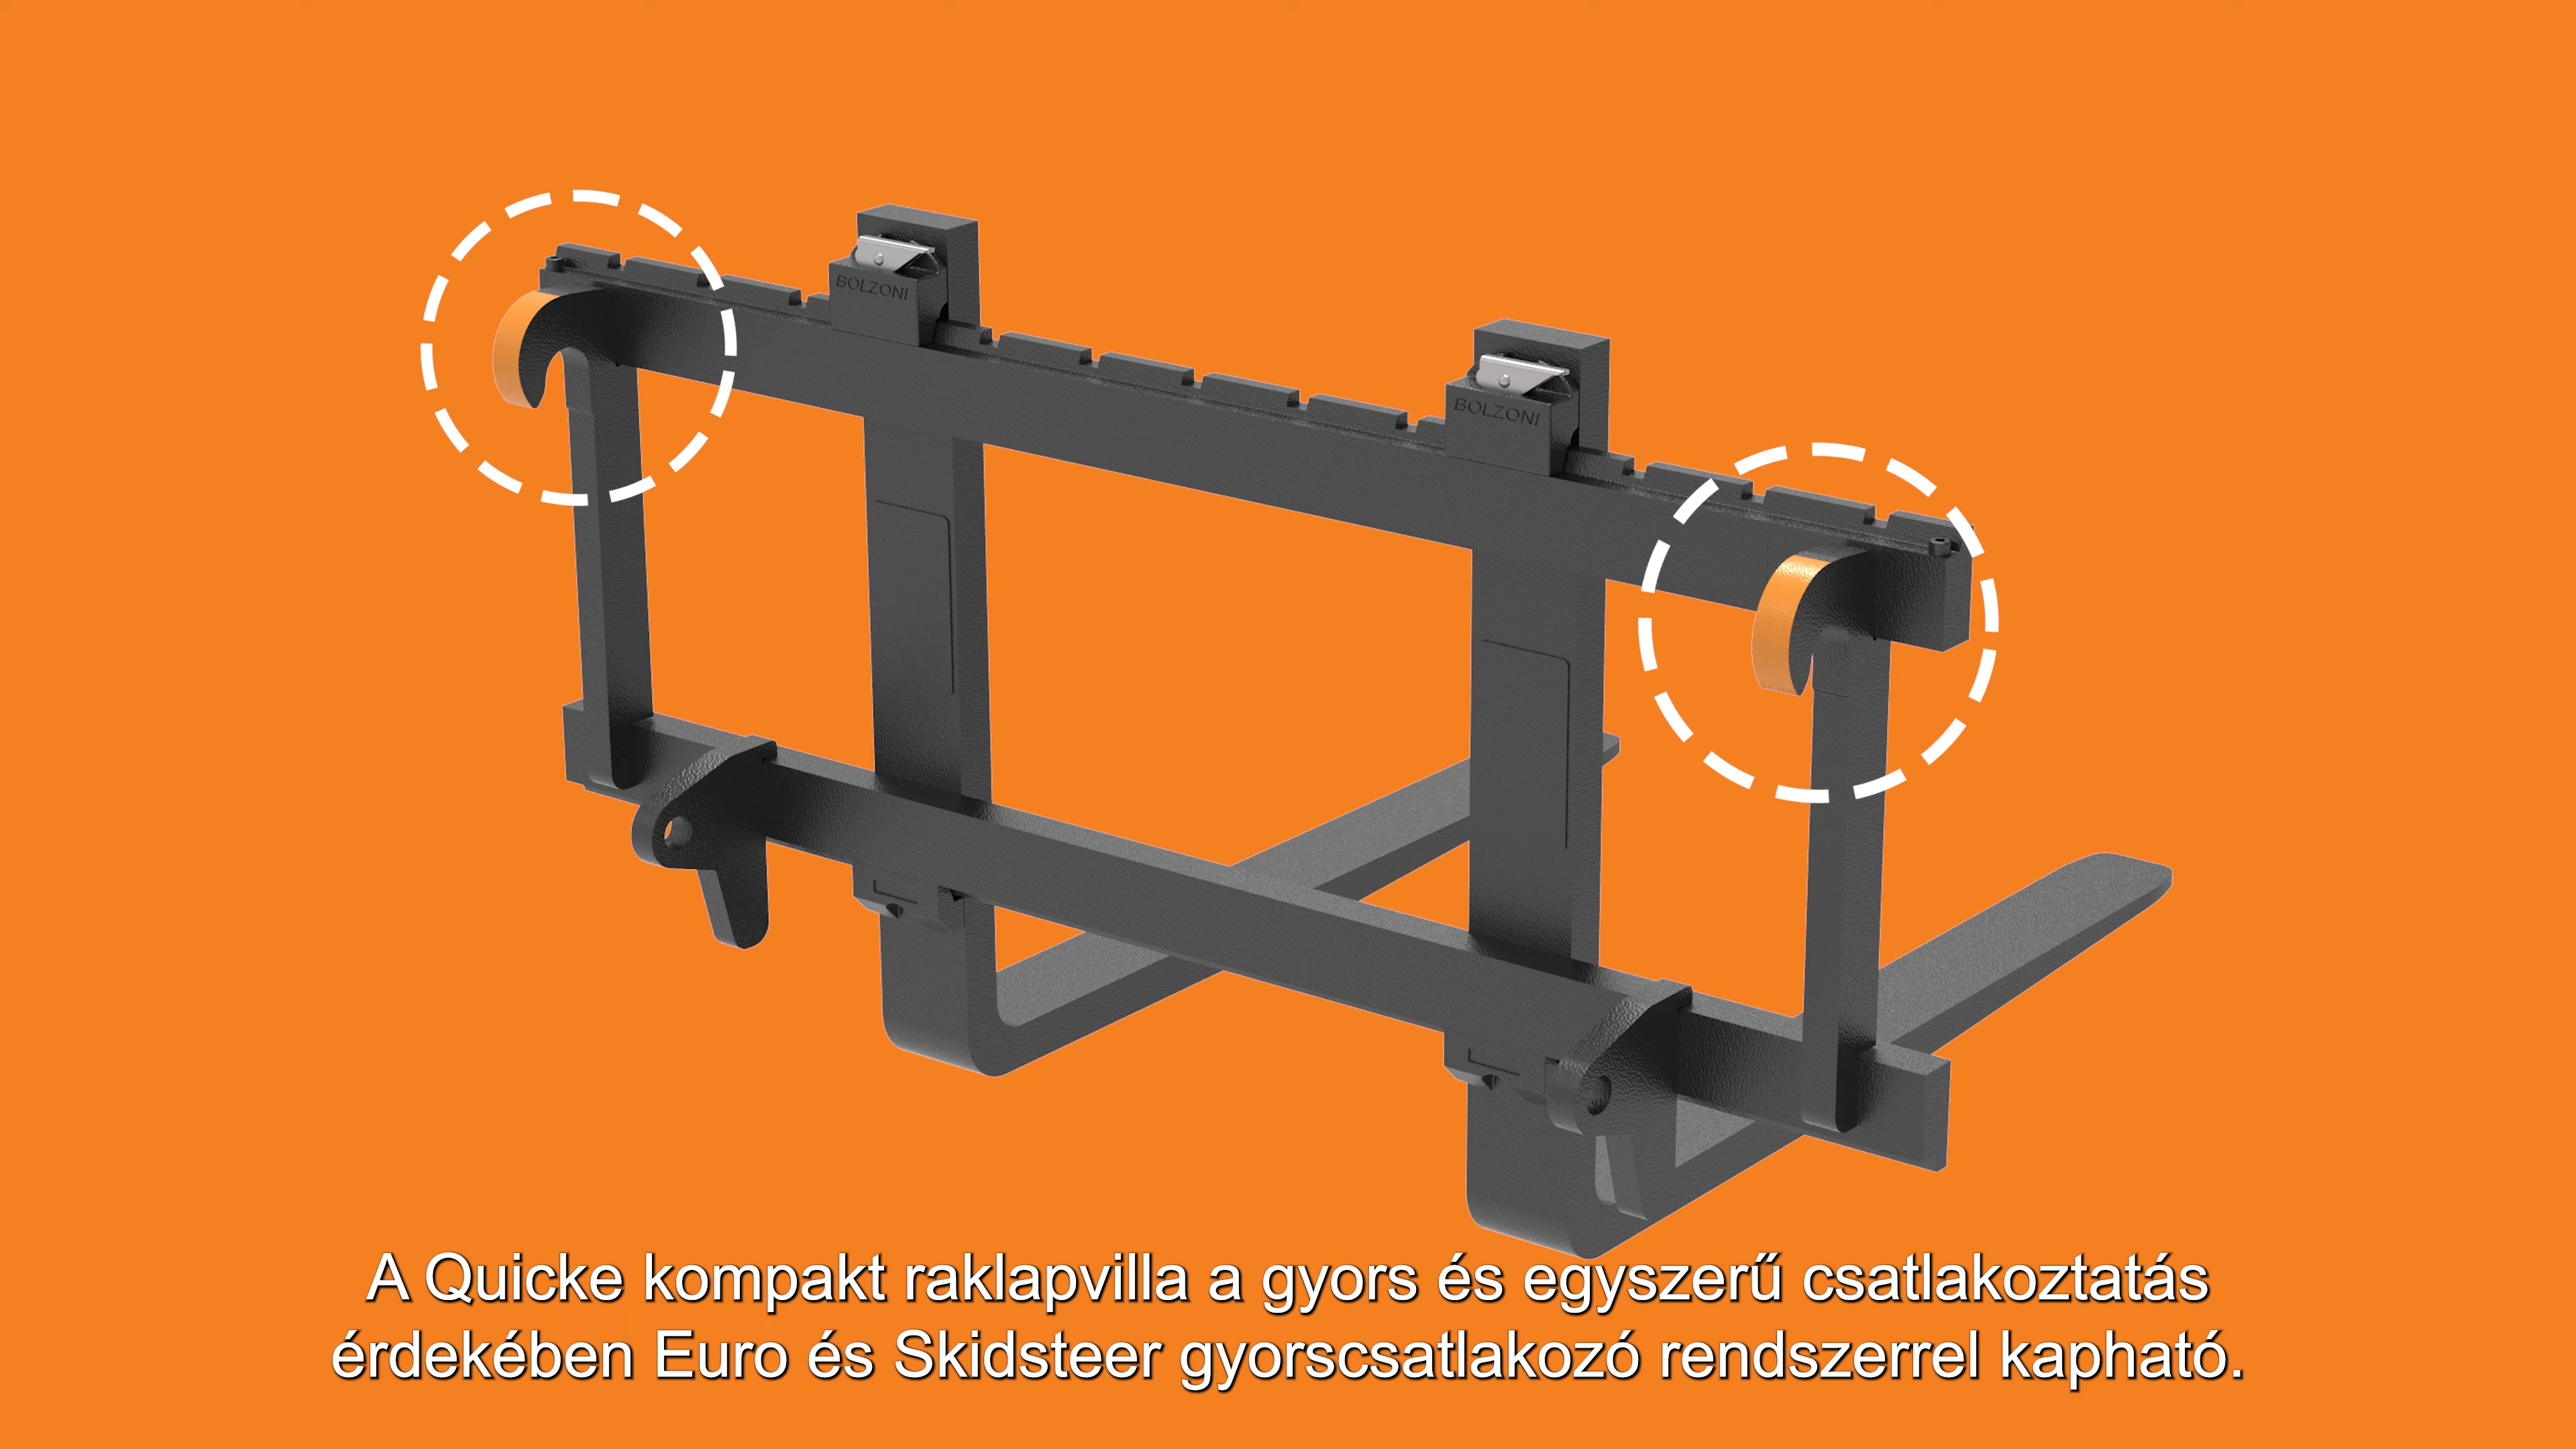 BOLZONI
BOLZONI
A Quicke kompakt raklapvilla a gyors és egyszerű csatlakoztatás
érdekében Euro és Skidsteer gyorscsatlakozó rendszerrel kapható.